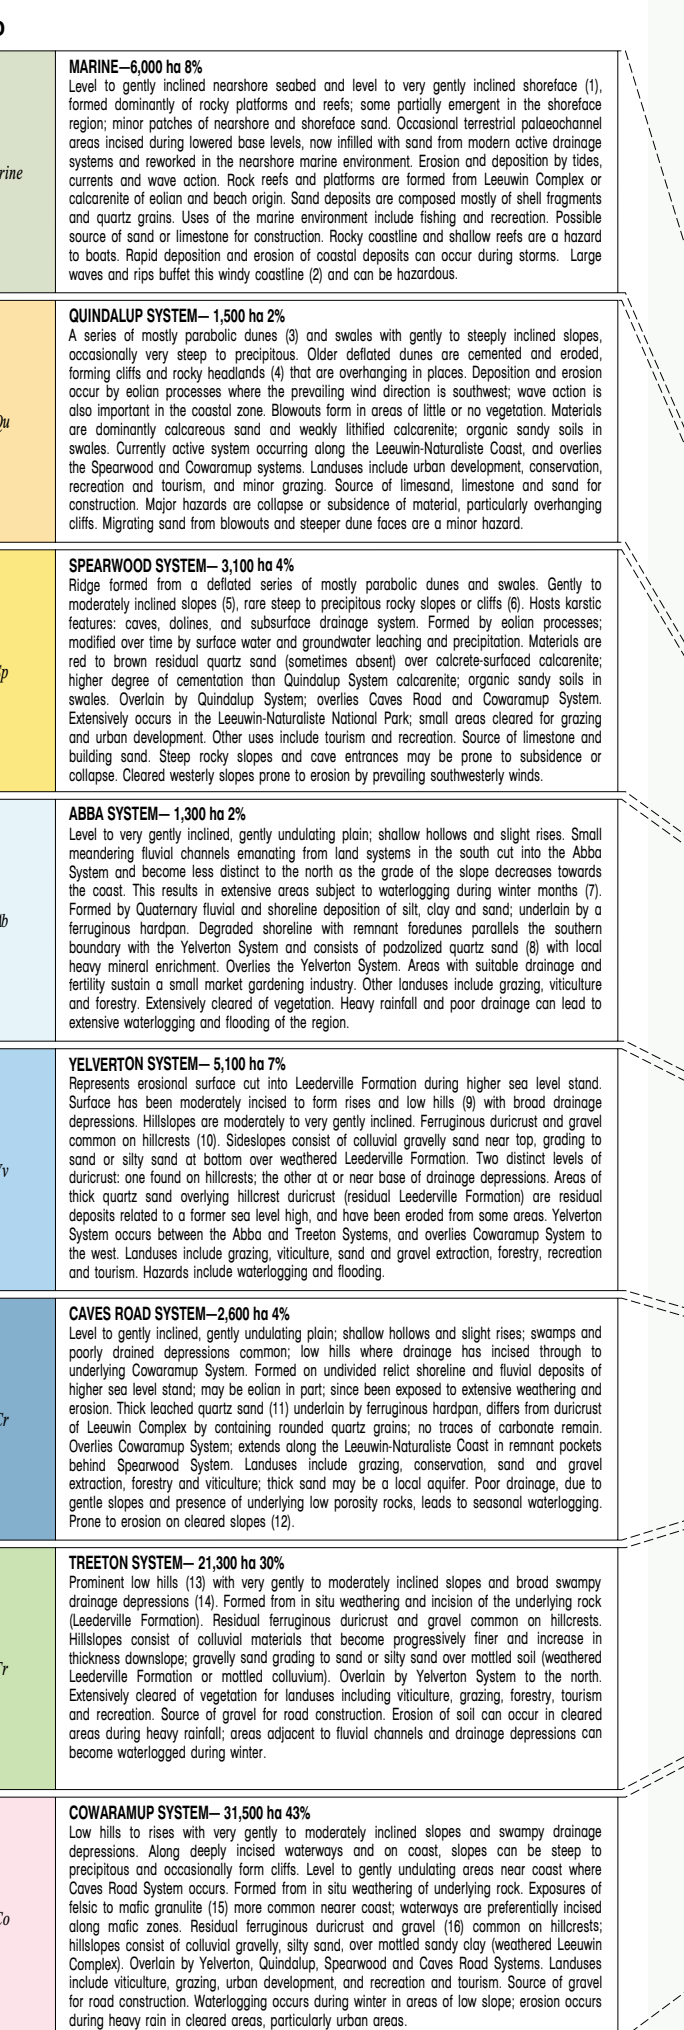 MARINE—6,000 ha 8%
Level to gently inclined nearshore seabed and level to very gently inclined shoreface (1),
formed dominantly of rocky platforms and reefs; some partially emergent in the shoreface
region; minor patches of nearshore and shoreface sand. Occasional terrestrial palaeochannel
areas incised during lowered base levels, now infilled with sand from modern active drainage
systems and reworked in the nearshore marine environment. Erosion and deposition by tides,
rine
currents and wave action. Rock reefs and platforms are formed from Leeuwin Complex or
calcarenite of eolian and beach origin. Sand deposits are composed mostly of shell fragments
and quartz grains. Uses of the marine environment include fishing and recreation. Possible
source of sand or limestone for construction. Rocky coastline and shallow reefs are a hazard
to boats. Rapid deposition and erosion of coastal deposits can occur during storms. Large
waves and rips buffet this windy coastline (2) and can be hazardous.
QUINDALUP SYSTEM— 1,500 ha 2%
A series of mostly parabolic dunes (3) and swales with gently to steeply inclined slopes,
occasionally very steep to precipitous. Older deflated dunes are cemented and eroded,
forming cliffs and rocky headlands (4) that are overhanging in places. Deposition and erosion
occur by eolian processes where the prevailing wind direction is southwest; wave action is
also important in the coastal zone. Blowouts form in areas of little or no vegetation. Materials
Qu
are dominantly calcareous sand and weakly lithified calcarenite; organic sandy soils in
swales. Currently active system occurring along the Leeuwin-Naturaliste Coast, and overlies
the Spearwood and Cowaramup systems. Landuses include urban development, conservation,
recreation and tourism, and minor grazing. Source of limesand, limestone and sand for
construction. Major hazards are collapse or subsidence of material, particularly overhanging
cliffs. Migrating sand from blowouts and steeper dune faces are a minor hazard.
SPEARWOOD SYSTEM— 3,100 ha 4%
Ridge formed from a deflated series of mostly parabolic dunes and swales. Gently to
moderately inclined slopes (5), rare steep to precipitous rocky slopes or cliffs (6). Hosts karstic
features: caves, dolines, and subsurface drainage system. Formed by eolian processes;
modified over time by surface water and groundwater leaching and precipitation. Materials are
red to brown residual quartz sand (sometimes absent) over calcrete-surfaced calcarenite;
p
higher degree of cementation than Quindalup System calcarenite; organic sandy soils in
swales. Overlain by Quindalup System; overlies Caves Road and Cowaramup System.
Extensively occurs in the Leeuwin-Naturaliste National Park; small areas cleared for grazing
and urban development. Other uses include tourism and recreation. Source of limestone and
building sand. Steep rocky slopes and cave entrances may be prone to subsidence or
collapse. Cleared westerly slopes prone to erosion by prevailing southwesterly winds.
ABBA SYSTEM— 1,300 ha 2%
Level to very gently inclined, gently undulating plain; shallow hollows and slight rises. Small
meandering fluvial channels emanating from land systems in the south cut into the Abba
System and become less distinct to the north as the grade of the slope decreases towards
the coast. This results in extensive areas subject to waterlogging during winter months (7).
Formed by Quaternary fluvial and shoreline deposition of silt, clay and sand; underlain by a
b
ferruginous hardpan. Degraded shoreline with remnant foredunes parallels the southern
boundary with the Yelverton System and consists of podzolized quartz sand (8) with local
heavy mineral enrichment. Overlies the Yelverton System. Areas with suitable drainage and
fertility sustain a small market gardening industry. Other landuses include grazing, viticulture
and forestry. Extensively cleared of vegetation. Heavy rainfall and poor drainage can lead to
extensive waterlogging and flooding of the region.
YELVERTON SYSTEM— 5,100 ha 7%
Represents erosional surface cut into Leederville Formation during higher sea level stand.
Surface has been moderately incised to form rises and low hills (9) with broad drainage
depressions. Hillslopes are moderately to very gently inclined. Ferruginous duricrust and gravel
common on hillcrests (10). Sideslopes consist of colluvial gravelly sand near top, grading to
sand or silty sand at bottom over weathered Leederville Formation. Two distinct levels of
v
duricrust: one found on hillcrests; the other at or near base of drainage depressions. Areas of
thick quartz sand overlying hillcrest duricrust (residual Leederville Formation) are residual
deposits related to a former sea level high, and have been eroded from some areas. Yelverton
System occurs between the Abba and Treeton Systems, and overlies Cowaramup System to
the west. Landuses include grazing, viticulture, sand and gravel extraction, forestry, recreation
and tourism. Hazards include waterlogging and flooding.
CAVES ROAD SYSTEM—2,600 ha 4%
Level to gently inclined, gently undulating plain; shallow hollows and slight rises; swamps and
poorly drained depressions common; low hills where drainage has incised through to
underlying Cowaramup System. Formed on undivided relict shoreline and fluvial deposits of
higher sea level stand; may be eolian in part; since been exposed to extensive weathering and
erosion. Thick leached quartz sand (11) underlain by ferruginous hardpan, differs from duricrust
Cr
of Leeuwin Complex by containing rounded quartz grains; no traces of carbonate remain.
Overlies Cowaramup System; extends along the Leeuwin-Naturaliste Coast in remnant pockets
behind Spearwood System. Landuses include grazing, conservation, sand and gravel
extraction, forestry and viticulture; thick sand may be a local aquifer. Poor drainage, due to
gentle slopes and presence of underlying low porosity rocks, leads to seasonal waterlogging.
Prone to erosion on cleared slopes (12).
TREETON SYSTEM— 21,300 ha 30%
Prominent low hills (13) with very gently to moderately inclined slopes and broad swampy
drainage depressions (14). Formed from in situ weathering and incision of the underlying rock
(Leederville Formation). Residual ferruginous duricrust and gravel common on hillcrests.
Hillslopes consist of colluvial materials that become progressively finer and increase in
thickness downslope; gravelly sand grading to sand or silty sand over mottled soil (weathered
Tr
Leederville Formation or mottled colluvium). Overlain by Yelverton System to the north.
Extensively cleared of vegetation for landuses including viticulture, grazing, forestry, tourism
and recreation. Source of gravel for road construction. Erosion of soil can occur in cleared
areas during heavy rainfall; areas adjacent to fluvial channels and drainage depressions can
become waterlogged during winter.
COWARAMUP SYSTEM— 31,500 ha 43%
Low hills to rises with very gently to moderately inclined slopes and swampy drainage
depressions. Along deeply incised waterways and on coast, slopes can be steep to
precipitous and occasionally form cliffs. Level to gently undulating areas near coast where
Caves Road System occurs. Formed from in situ weathering of underlying rock. Exposures of
felsic to mafic granulite (15) more common nearer coast; waterways are preferentially incised
Co
along mafic zones. Residual ferruginous duricrust and gravel (16) common on hillcrests;
hillslopes consist of colluvial gravelly, silty sand, over mottled sandy clay (weathered Leeuwin
Complex). Overlain by Yelverton, Quindalup, Spearwood and Caves Road Systems. Landuses
include viticulture, grazing, urban development, and recreation and tourism. Source of gravel
for road construction. Waterlogging occurs during winter in areas of low slope; erosion occurs
during heavy rain in cleared areas, particularly urban areas.